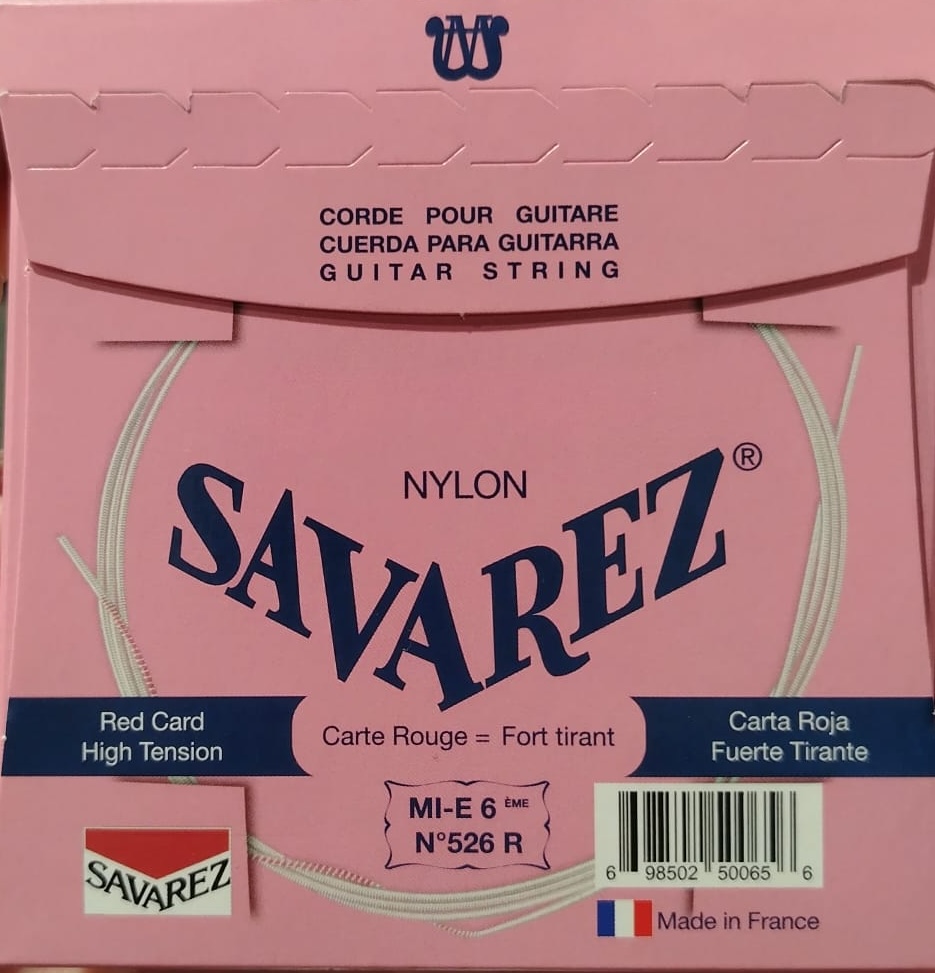 CORDE POUR GUITARE
CUERDA PARA GUITARRA
GUITAR STRING
NYLON
SAVAREZ®
Red Card
High Tension
Carte Rouge = Fort tirant
Carta Roja
Fuerte Tirante
MI-E 6 ÈME
N°526 R
SAVAREZ
6 98502 50065 6
Made in France